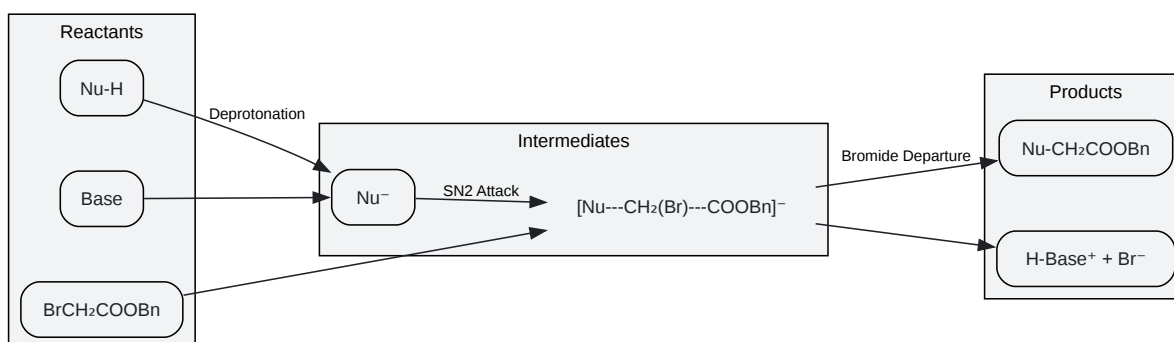 Reactants
Nu-H
Deprotonation
Base
BrCH₂COOBn
Intermediates
Nu⁻
SN2 Attack
[Nu---CH₂(Br)---COOBn]⁻
Bromide Departure
Products
Nu-CH₂COOBn
H-Base⁺ + Br⁻